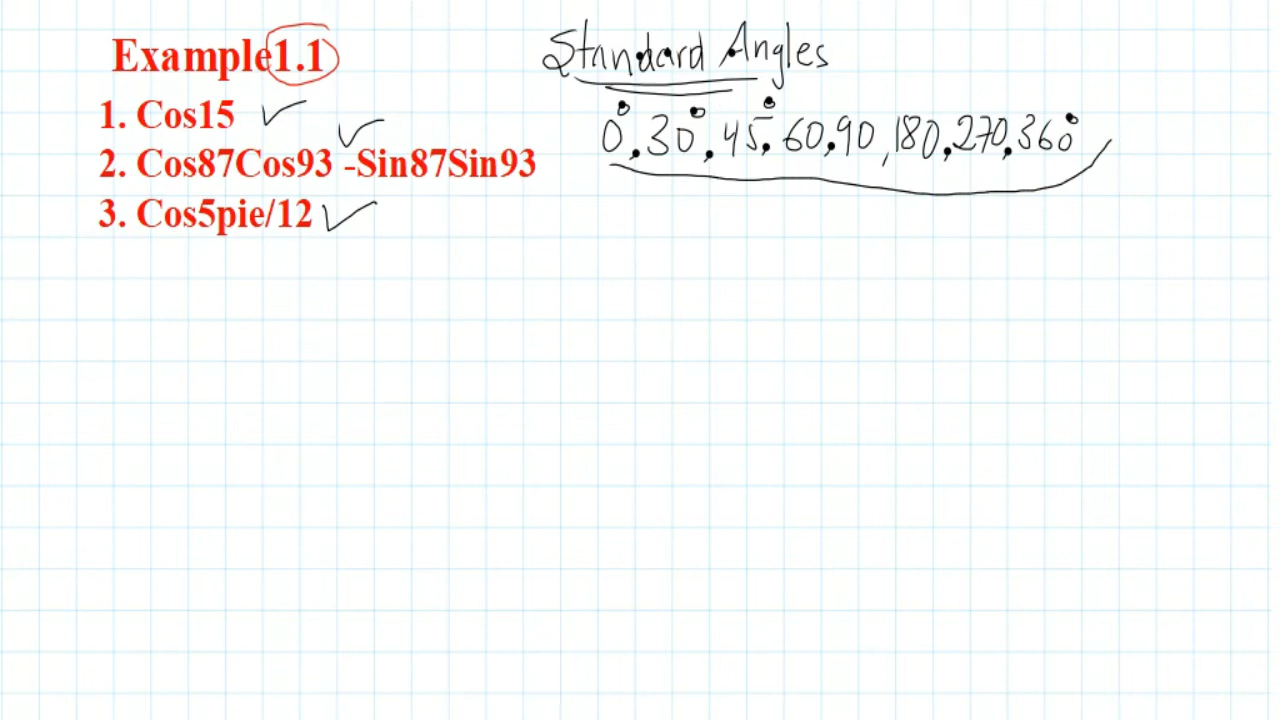 Example1.1
1. Cos15
2. Cos87Cos93 -Sin87Sin93
3. Cos5pie/12
Standard Angles
0°, 30°, 45°, 60, 90, 180, 270, 360°